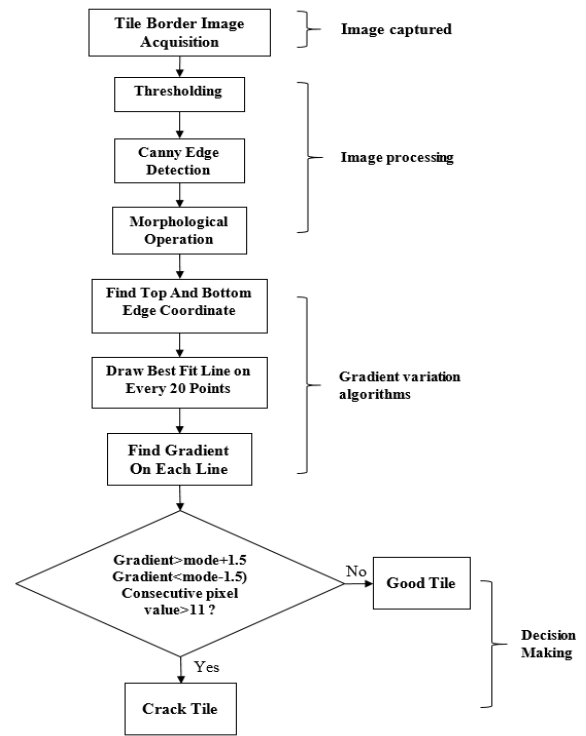 Tile Border Image
Acquisition
Image captured
Thresholding
Canny Edge
Detection
Image processing
Morphological
Operation
Find Top And Bottom
Edge Coordinate
Draw Best Fit Line on
Every 20 Points
Gradient variation
algorithms
Find Gradient
On Each Line
Gradient>mode+1.5
Gradient<mode-1.5)
Consecutive pixel
value>11 ?
No
Good Tile
Decision
Making
Yes
Crack Tile